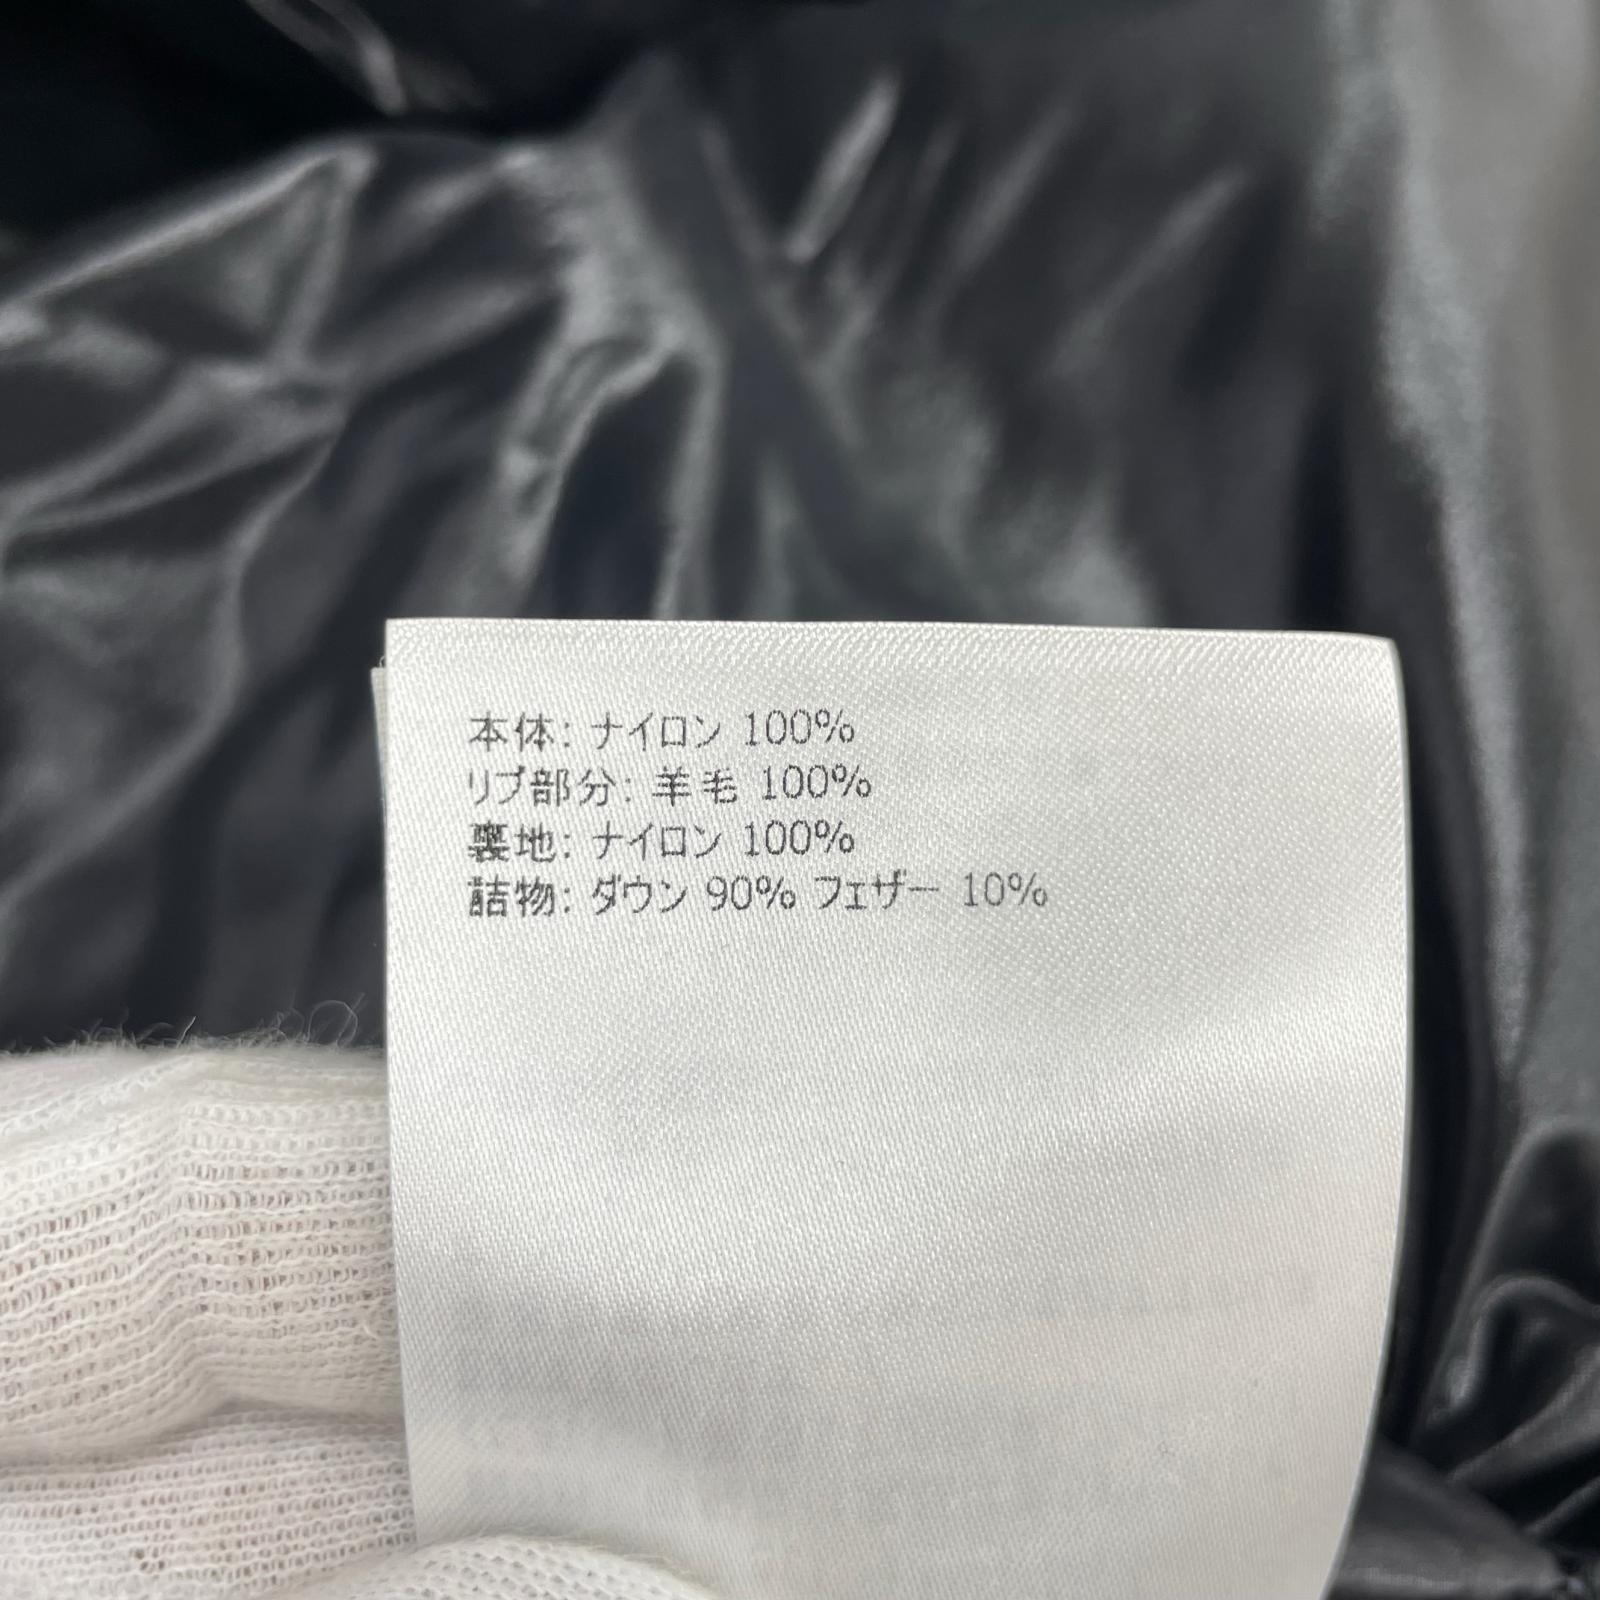 本体: ナイロン 100%
リブ部分: 羊毛 100%
裏地: ナイロン 100%
詰物: ダウン 90% フェザー 10%